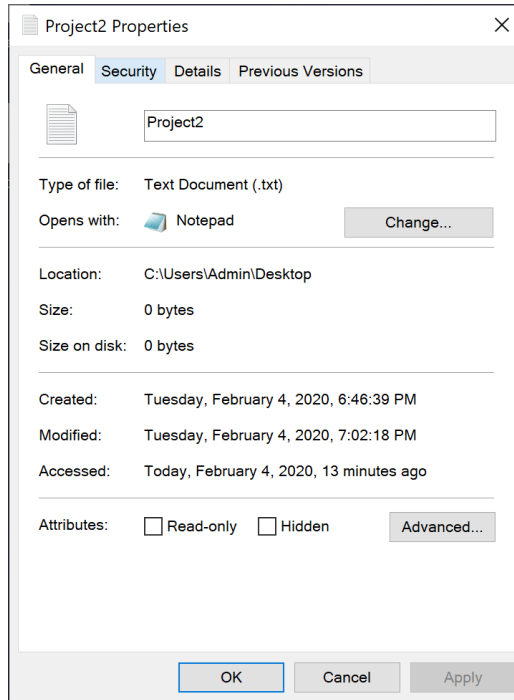 Project2 Properties
General Security Details Previous Versions
Project2
Type of file: Text Document (.txt)
Opens with: Notepad Change...
Location: C:\Users\Admin\Desktop
Size: 0 bytes
Size on disk: 0 bytes
Created: Tuesday, February 4, 2020, 6:46:39 PM
Modified: Tuesday, February 4, 2020, 7:02:18 PM
Accessed: Today, February 4, 2020, 13 minutes ago
Attributes: Read-only Hidden Advanced...
OK Cancel Apply